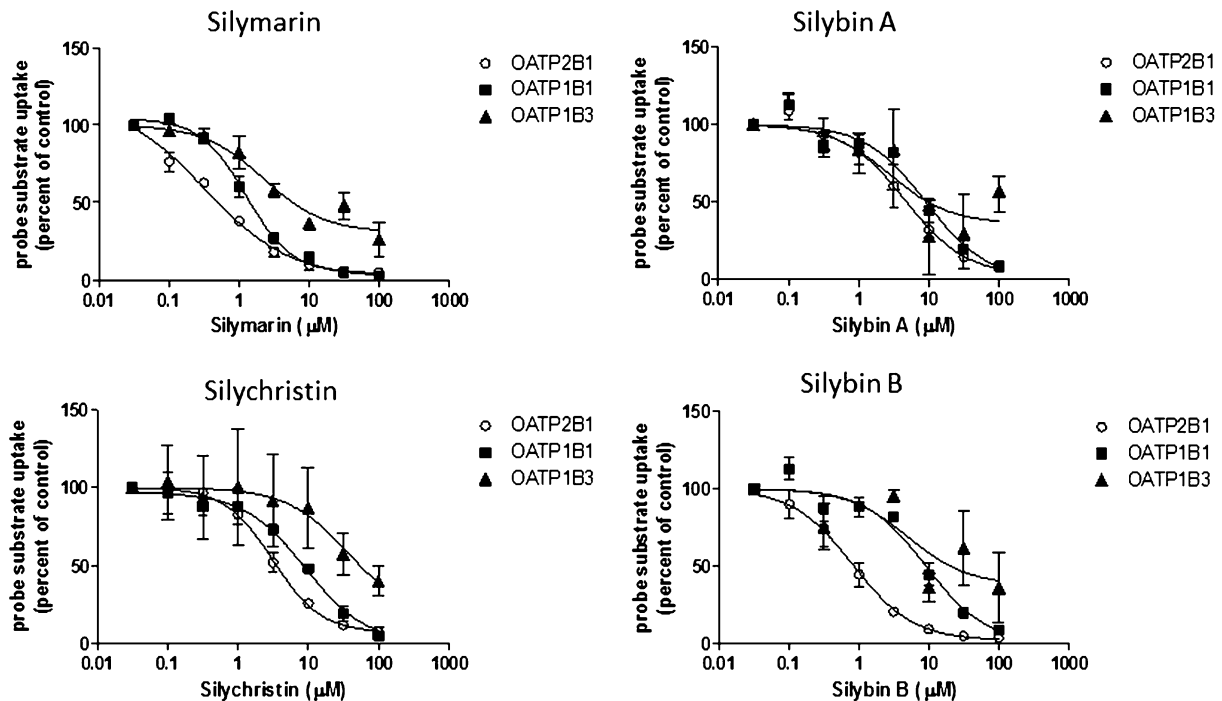 Silymarin
150
100
50
0
probe substrate uptake
(percent of control)
0.01 0.1 1 10 100 1000
Silymarin ( μM)
OATP2B1
OATP1B1
OATP1B3
Silybin A
150
100
50
0
probe substrate uptake
(percent of control)
0.01 0.1 1 10 100 1000
Silybin A ( μM)
OATP2B1
OATP1B1
OATP1B3
Silychristin
150
100
50
0
probe substrate uptake
(percent of control)
0.01 0.1 1 10 100 1000
Silychristin ( μM)
OATP2B1
OATP1B1
OATP1B3
Silybin B
150
100
50
0
probe substrate uptake
(percent of control)
0.01 0.1 1 10 100 1000
Silybin B ( μM)
OATP2B1
OATP1B1
OATP1B3